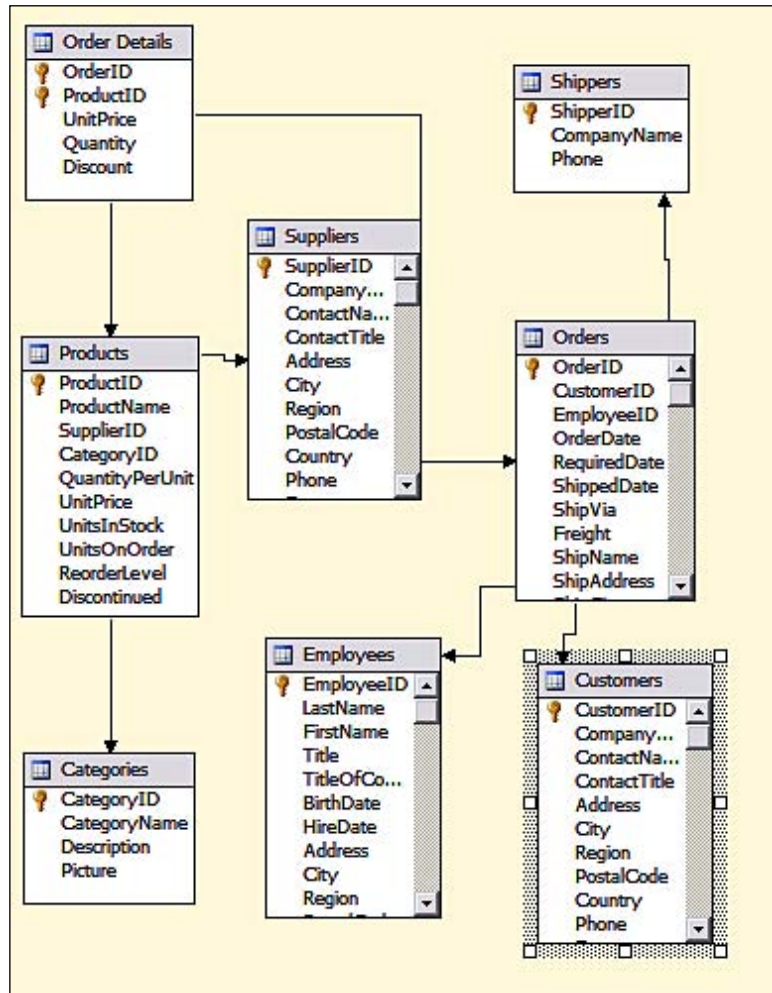 Order Details
OrderID
ProductID
UnitPrice
Quantity
Discount
Shippers
ShipperID
CompanyName
Phone
Suppliers
SupplierID
Company...
ContactNa...
ContactTitle
Address
City
Region
PostalCode
Country
Phone
Products
ProductID
ProductName
SupplierID
CategoryID
QuantityPerUnit
UnitPrice
UnitsInStock
UnitsOnOrder
ReorderLevel
Discontinued
Orders
OrderID
CustomerID
EmployeeID
OrderDate
RequiredDate
ShippedDate
ShipVia
Freight
ShipName
ShipAddress
Employees
EmployeeID
LastName
FirstName
Title
TitleOfCo...
BirthDate
HireDate
Address
City
Region
Customers
CustomerID
Company...
ContactNa...
ContactTitle
Address
City
Region
PostalCode
Country
Phone
Categories
CategoryID
CategoryName
Description
Picture